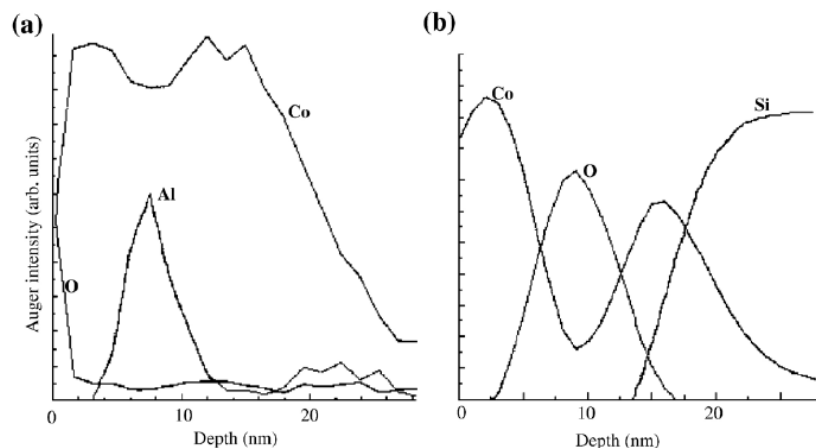 (a)
Auger intensity (arb. units)
Co
Al
O
0
10
20
Depth (nm)
(b)
Co
O
Si
0
10
20
Depth (nm)